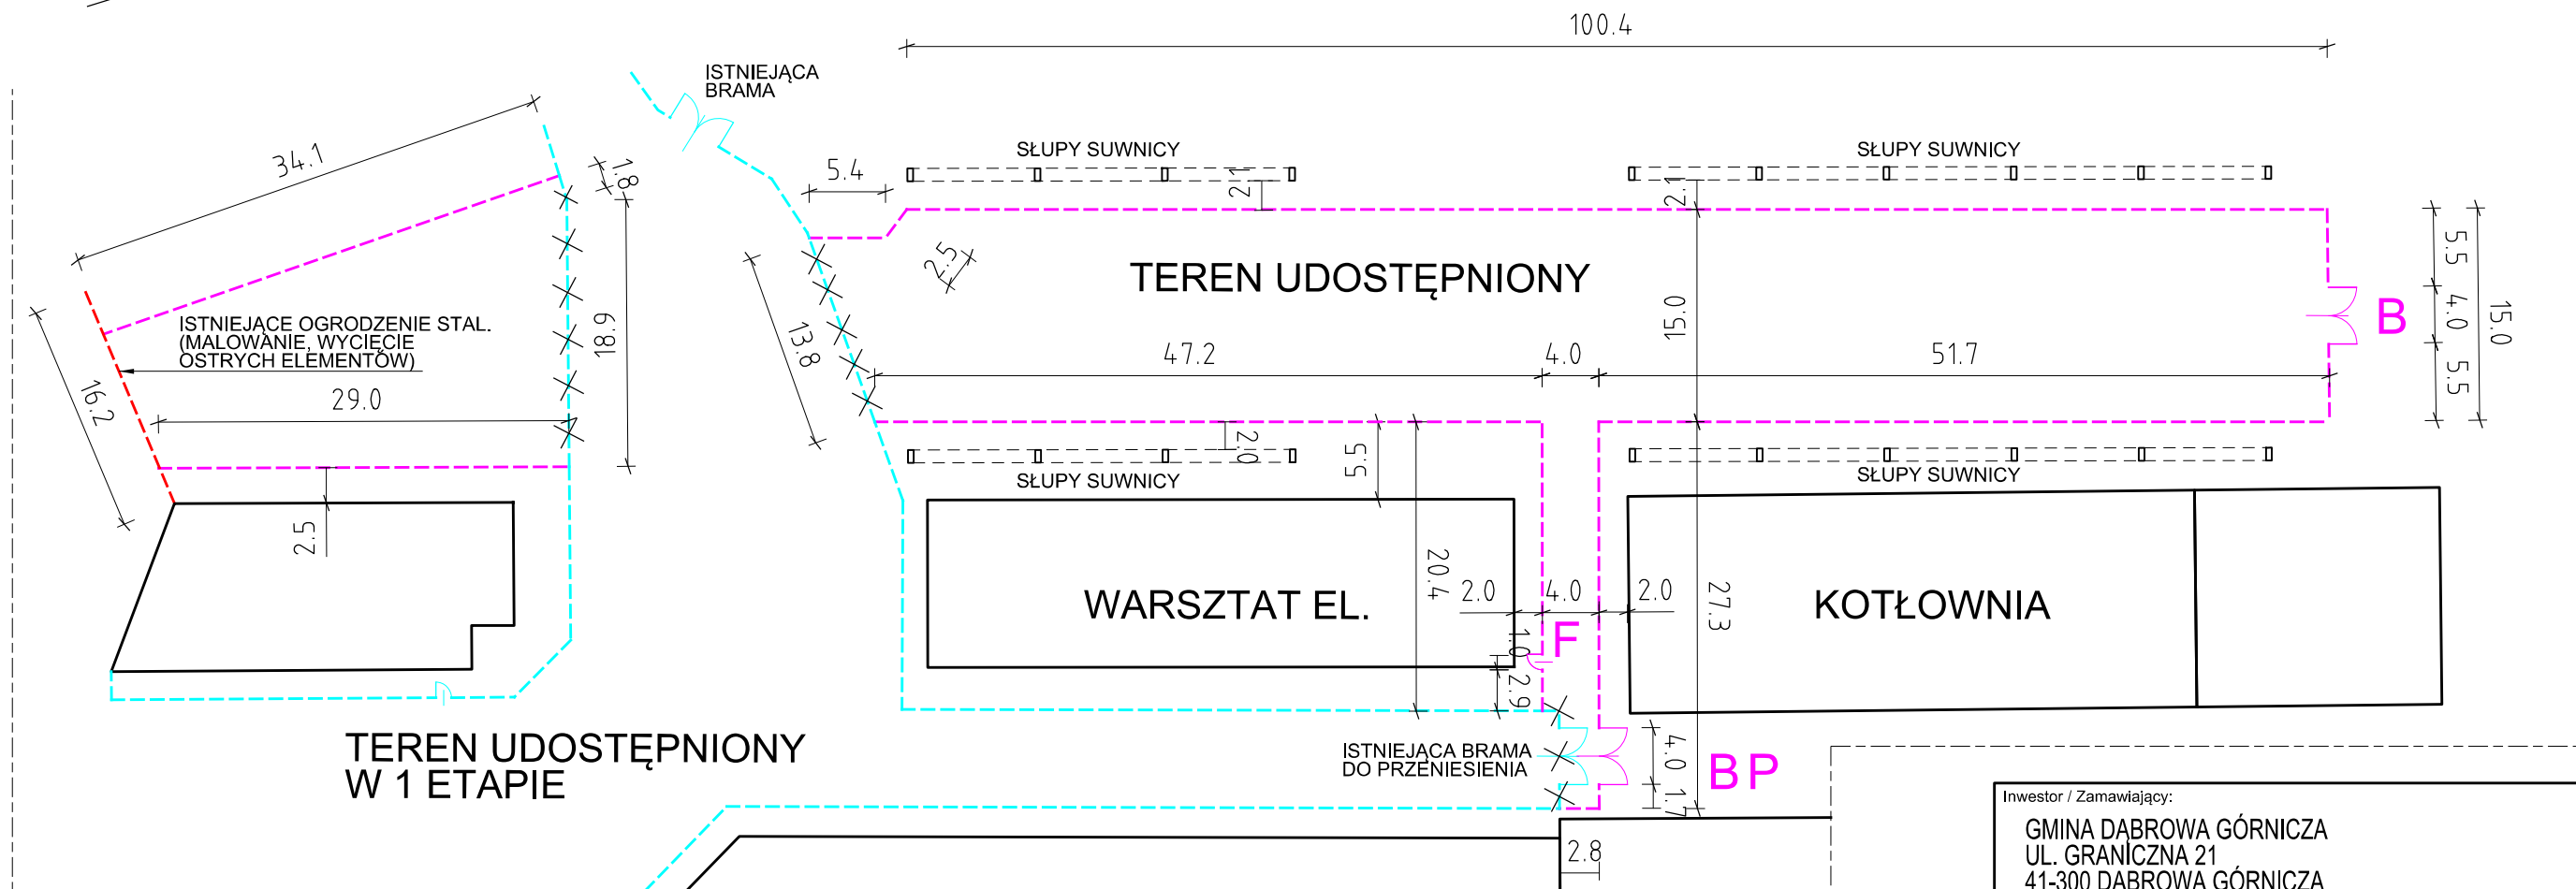 100.4
ISTNIEJĄCA
BRAMA
34.1
1.8
5.4
SŁUPY SUWNICY
2.1
SŁUPY SUWNICY
2.1
2.5
TEREN UDOSTĘPNIONY
5.5
4.0
5.5
15.0
B
15.0
ISTNIEJĄCE OGRODZENIE STAL.
(MALOWANIE, WYCIĘCIE
OSTRYCH ELEMENTÓW)
18.9
13.8
47.2
4.0
51.7
16.2
29.0
2.0
5.5
SŁUPY SUWNICY
SŁUPY SUWNICY
2.5
20.4
2.0
4.0
2.0
27.3
WARSZTAT EL.
KOTŁOWNIA
F
1.0
2.9
TEREN UDOSTĘPNIONY
W 1 ETAPIE
ISTNIEJĄCA BRAMA
DO PRZENIESIENIA
4.0
1.7
BP
2.8
Inwestor / Zamawiający:
GMINA DĄBROWA GÓRNICZA
UL. GRANICZNA 21
41-300 DĄBROWA GÓRNICZA